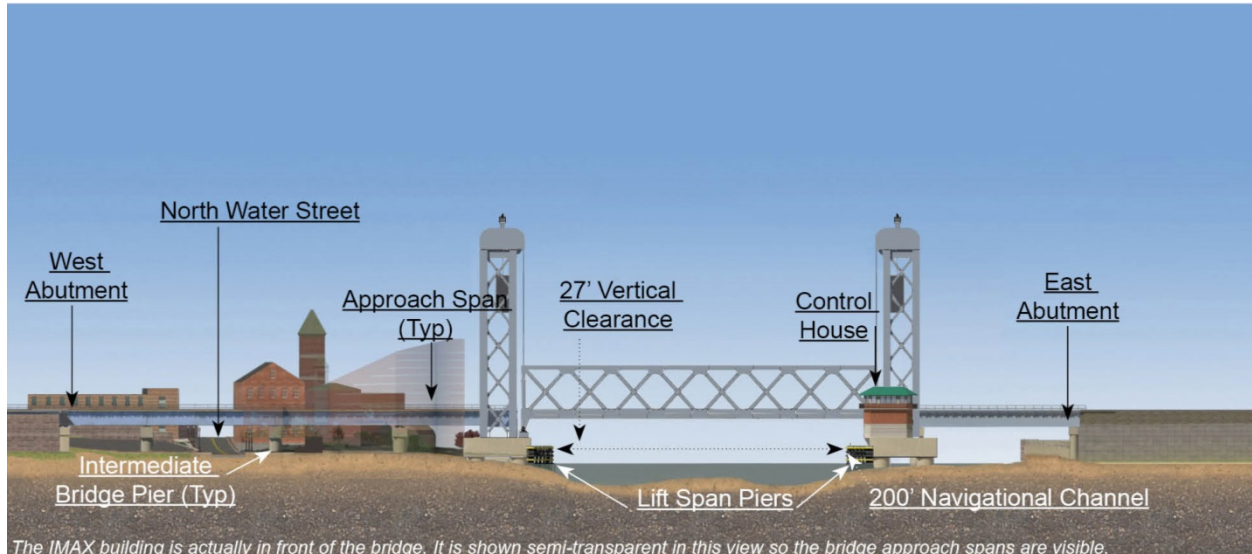 North Water Street
West
Abutment
Approach Span
(Typ)
27' Vertical
Clearance
Control
House
East
Abutment
Intermediate
Bridge Pier (Typ)
Lift Span Piers
200' Navigational Channel
The IMAX building is actually in front of the bridge. It is shown semi-transparent in this view so the bridge approach spans are visible.